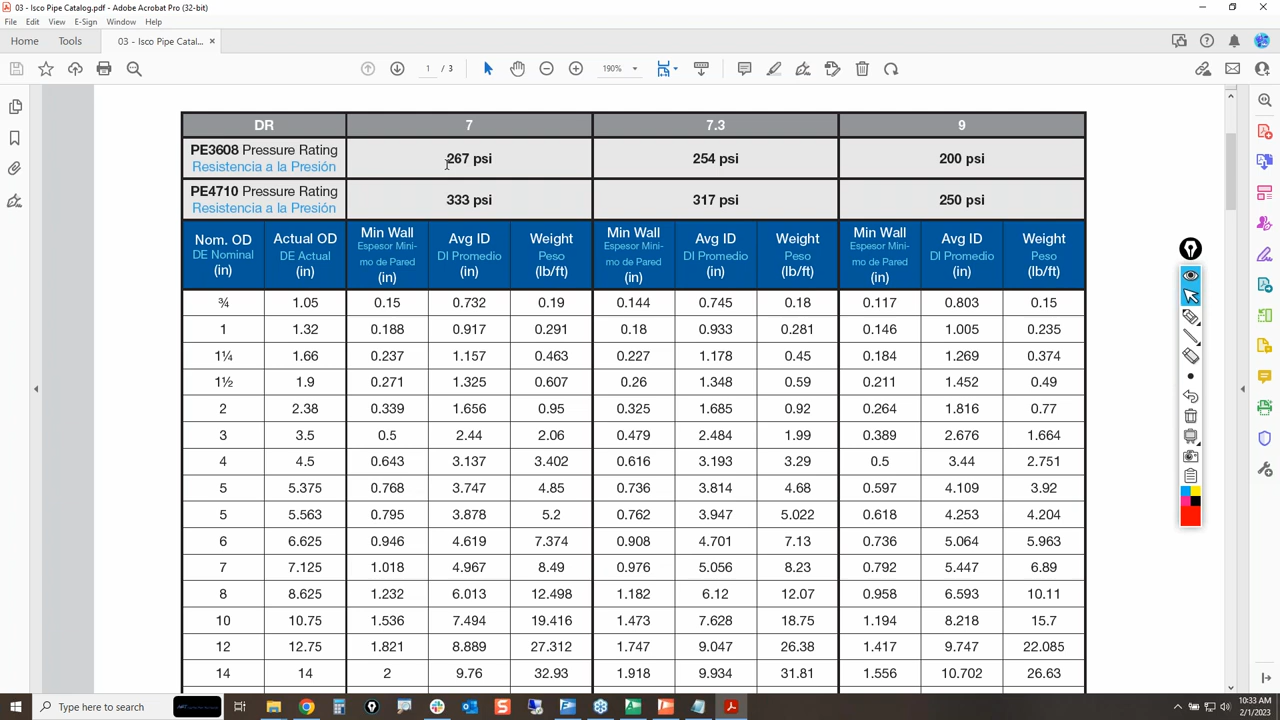 03 - Isco Pipe Catalog.pdf - Adobe Acrobat Pro (32-bit)
File Edit View E-Sign Window Help
Home Tools 03 - Isco Pipe Catal... ×
1 / 3 190%
DR 7 7.3 9
PE3608 Pressure Rating
Resistencia a la Presión
267 psi 254 psi 200 psi
PE4710 Pressure Rating
Resistencia a la Presión
333 psi 317 psi 250 psi
Nom. OD
DE Nominal
(in)
Actual OD
DE Actual
(in)
Min Wall
Espesor Mini-
mo de Pared
(in)
Avg ID
DI Promedio
(in)
Weight
Peso
(lb/ft)
Min Wall
Espesor Mini-
mo de Pared
(in)
Avg ID
DI Promedio
(in)
Weight
Peso
(lb/ft)
Min Wall
Espesor Mini-
mo de Pared
(in)
Avg ID
DI Promedio
(in)
Weight
Peso
(lb/ft)
¾ 1.05 0.15 0.732 0.19 0.144 0.745 0.18 0.117 0.803 0.15
1 1.32 0.188 0.917 0.291 0.18 0.933 0.281 0.146 1.005 0.235
1¼ 1.66 0.237 1.157 0.463 0.227 1.178 0.45 0.184 1.269 0.374
1½ 1.9 0.271 1.325 0.607 0.26 1.348 0.59 0.211 1.452 0.49
2 2.38 0.339 1.656 0.95 0.325 1.685 0.92 0.264 1.816 0.77
3 3.5 0.5 2.44 2.06 0.479 2.484 1.99 0.389 2.676 1.664
4 4.5 0.643 3.137 3.402 0.616 3.193 3.29 0.5 3.44 2.751
5 5.375 0.768 3.747 4.85 0.736 3.814 4.68 0.597 4.109 3.92
5 5.563 0.795 3.878 5.2 0.762 3.947 5.022 0.618 4.253 4.204
6 6.625 0.946 4.619 7.374 0.908 4.701 7.13 0.736 5.064 5.963
7 7.125 1.018 4.967 8.49 0.976 5.056 8.23 0.792 5.447 6.89
8 8.625 1.232 6.013 12.498 1.182 6.12 12.07 0.958 6.593 10.11
10 10.75 1.536 7.494 19.416 1.473 7.628 18.75 1.194 8.218 15.7
12 12.75 1.821 8.889 27.312 1.747 9.047 26.38 1.417 9.747 22.085
14 14 2 9.76 32.93 1.918 9.934 31.81 1.556 10.702 26.63
Type here to search
10:33 AM
2/1/2023